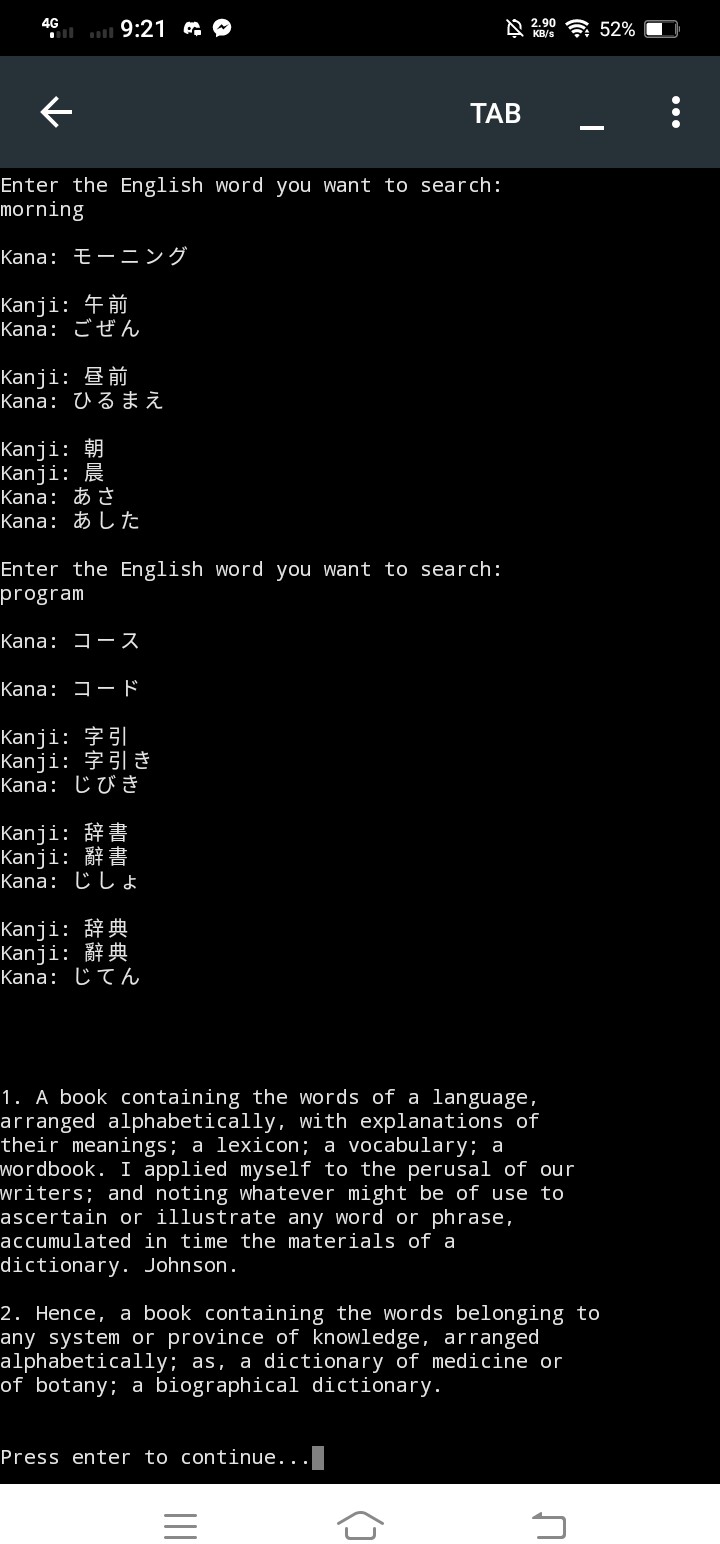 4G 9:21 2.90 KB/s 52%
TAB
Enter the English word you want to search:
morning
Kana: モーニング
Kanji: 午前
Kana: ごぜん
Kanji: 昼前
Kana: ひるまえ
Kanji: 朝
Kanji: 晨
Kana: あさ
Kana: あした
Enter the English word you want to search:
program
Kana: コース
Kana: コード
Kanji: 字引
Kanji: 字引き
Kana: じびき
Kanji: 辞書
Kanji: 辭書
Kana: じしょ
Kanji: 辞典
Kanji: 辭典
Kana: じてん
1. A book containing the words of a language,
arranged alphabetically, with explanations of
their meanings; a lexicon; a vocabulary; a
wordbook. I applied myself to the perusal of our
writers; and noting whatever might be of use to
ascertain or illustrate any word or phrase,
accumulated in time the materials of a
dictionary. Johnson.
2. Hence, a book containing the words belonging to
any system or province of knowledge, arranged
alphabetically; as, a dictionary of medicine or
of botany; a biographical dictionary.
Press enter to continue...